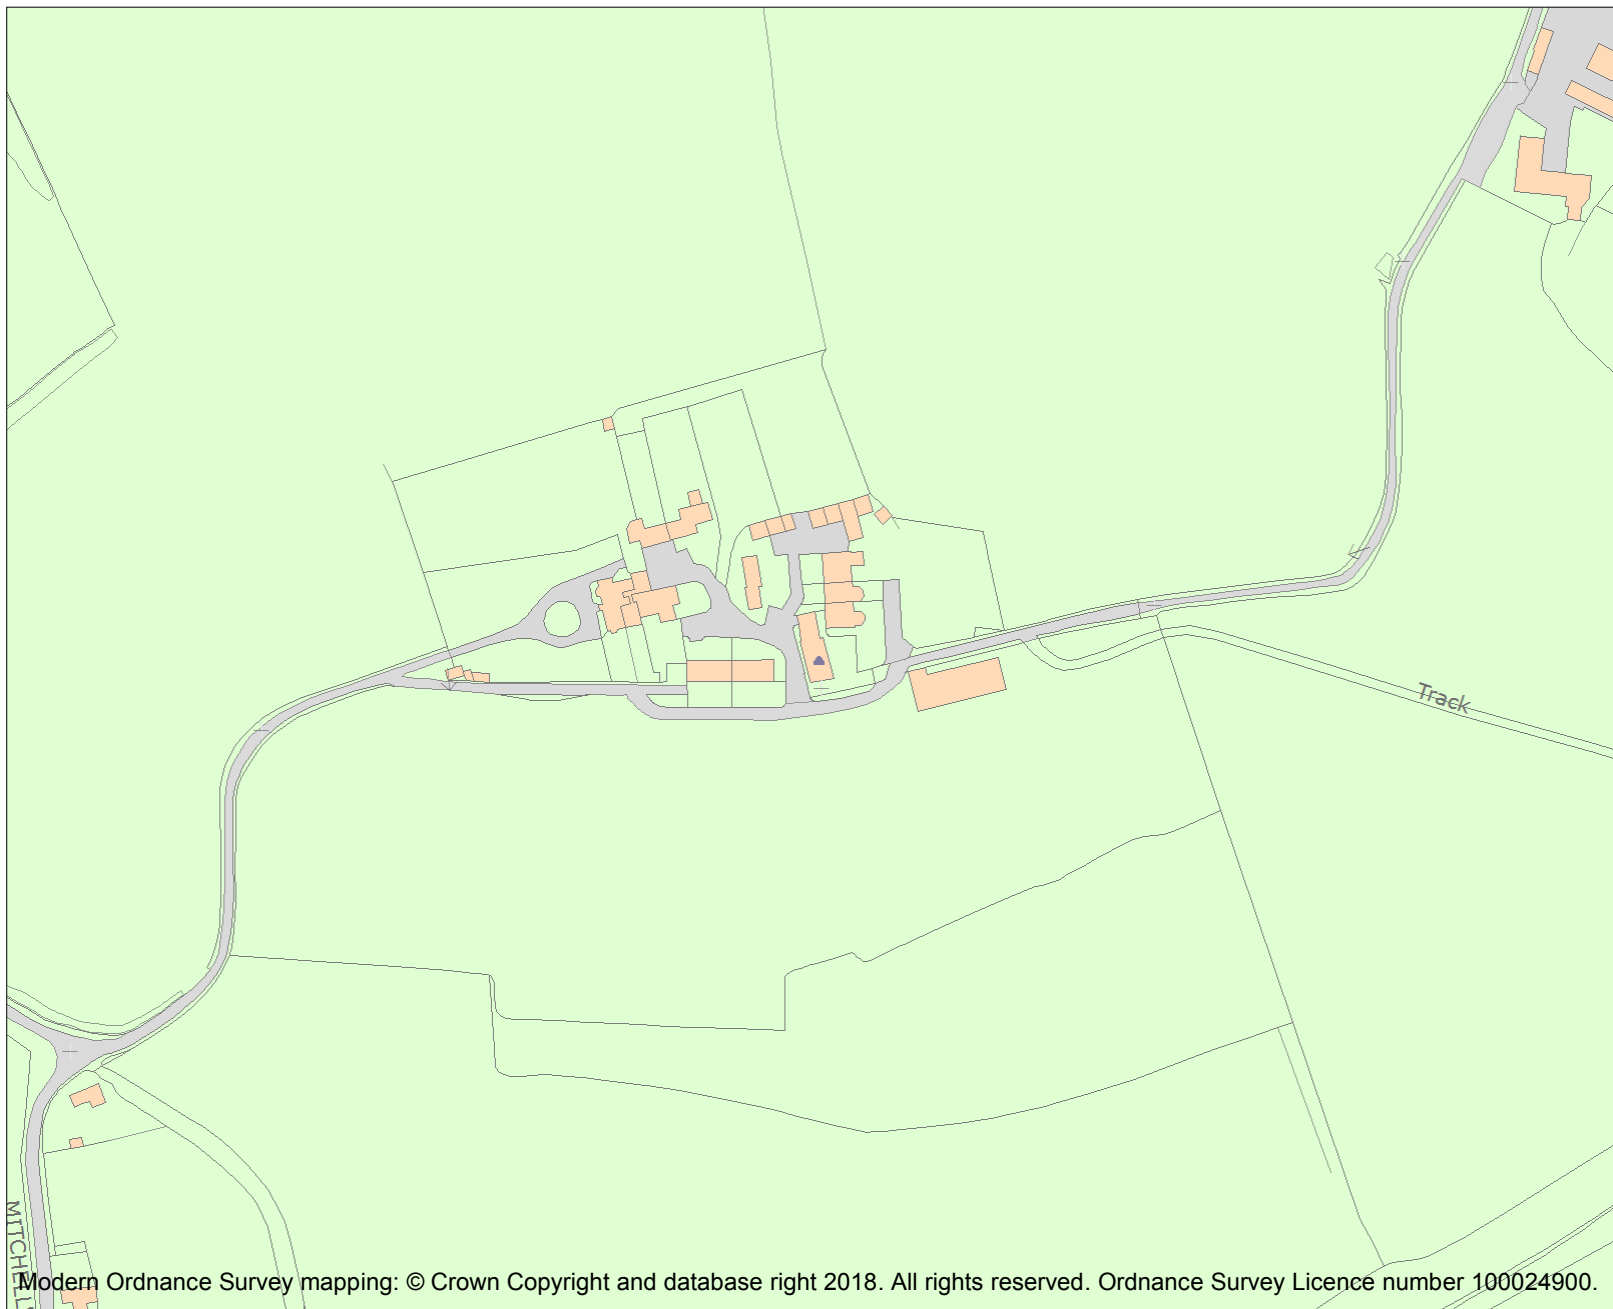 Track
MITCHELL
Modern Ordnance Survey mapping: © Crown Copyright and database right 2018. All rights reserved. Ordnance Survey Licence number 100024900.